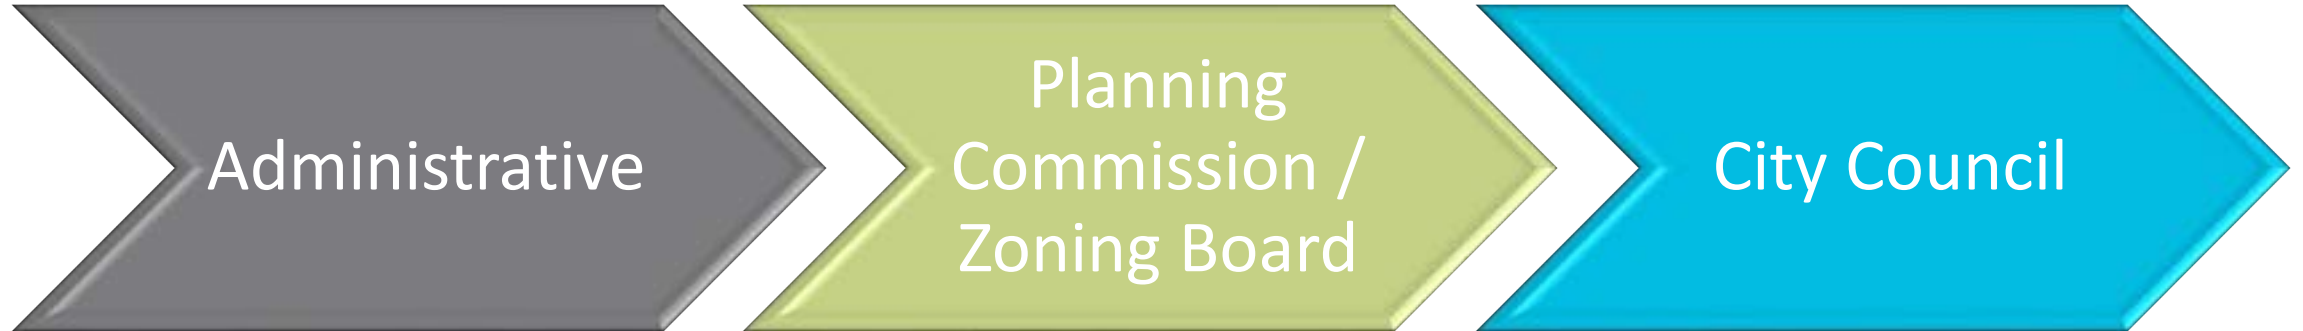 Administrative
Planning
Commission /
Zoning Board
City Council